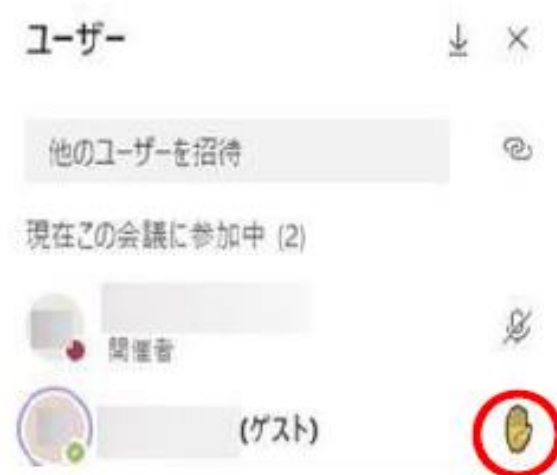 ユーザー
他のユーザーを招待
現在この会議に参加中 (2)
開催者
(ゲスト)